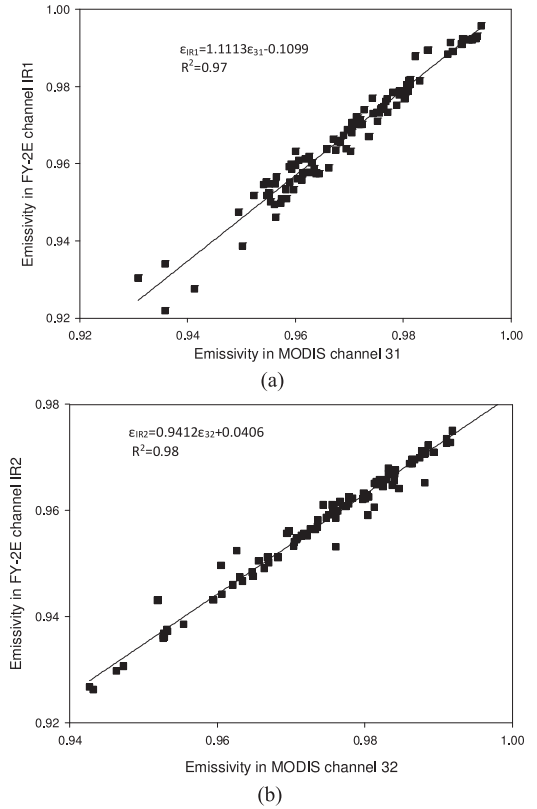 1.00
0.98
0.96
0.94
0.92
Emissivity in FY-2E channel IR1
εIR1=1.1113ε31-0.1099
R²=0.97
0.92 0.94 0.96 0.98 1.00
Emissivity in MODIS channel 31
(a)
0.98
0.96
0.94
0.92
Emissivity in FY-2E channel IR2
εIR2=0.9412ε32+0.0406
R²=0.98
0.94 0.96 0.98 1.00
Emissivity in MODIS channel 32
(b)